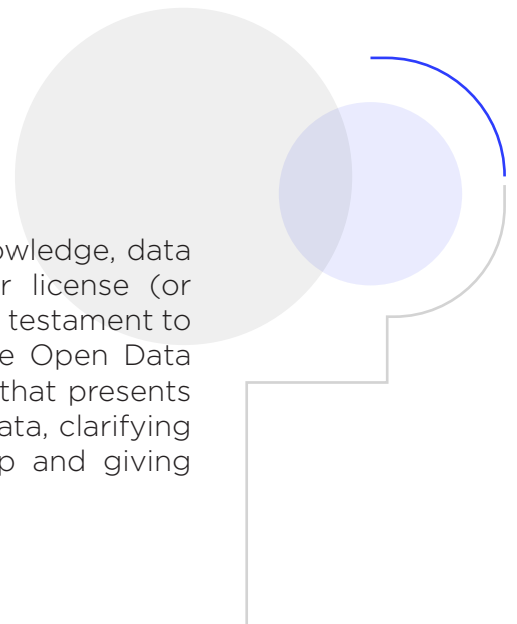 owledge, data
r license (or
testament to
e Open Data
that presents
ata, clarifying
p and giving